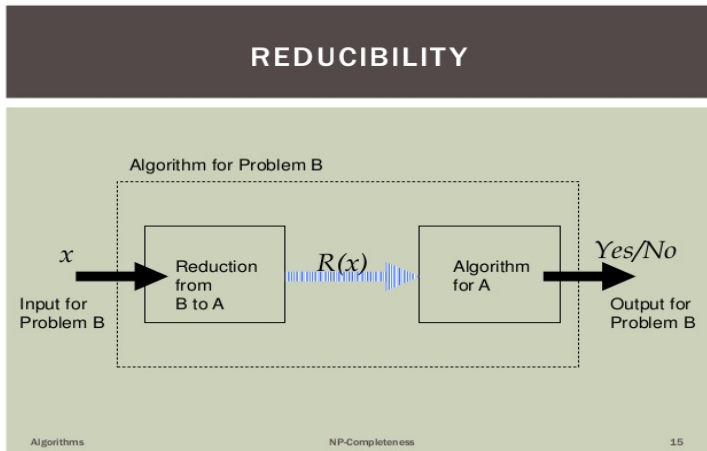 REDUCIBILITY
Algorithm for Problem B
x
Input for
Problem B
Reduction
from
B to A
R(x)
Algorithm
for A
Yes/No
Output for
Problem B
Algorithms
NP-Completeness
15